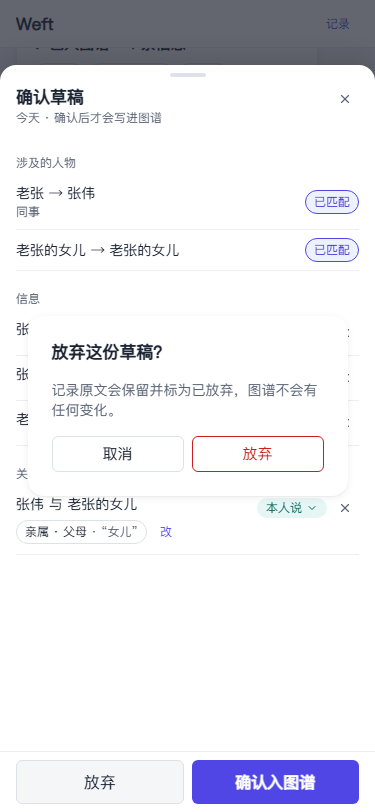 Weft
记录
确认草稿
今天 · 确认后才会写进图谱
涉及的人物
老张 → 张伟
同事
已匹配
老张的女儿 → 老张的女儿
已匹配
信息
张
放弃这份草稿?
张
记录原文会保留并标为已放弃，图谱不会有
任何变化。
老
取消
放弃
关
张伟 与 老张的女儿
本人说
亲属 · 父母 · “女儿”
改
放弃
确认入图谱